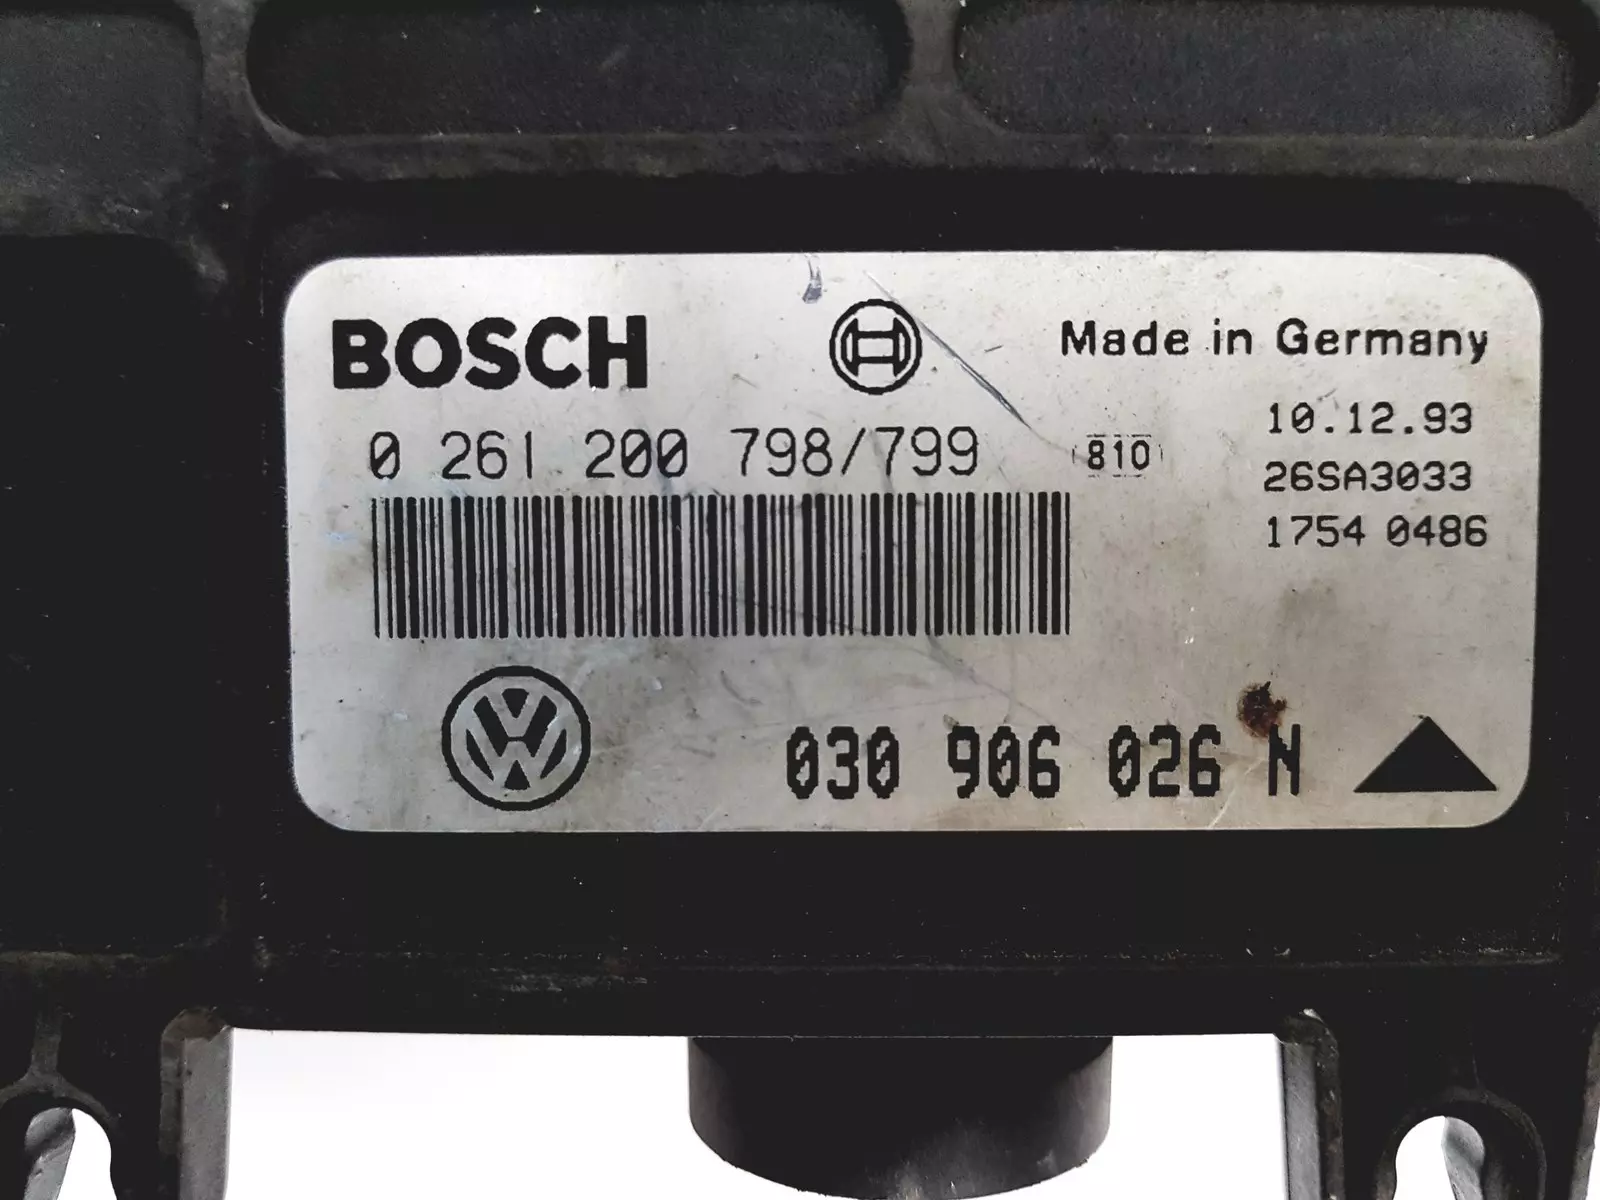 BOSCH
Made in Germany
0 261 200 798/799
810
10.12.93
26SA3033
1754 0486
030 906 026 N